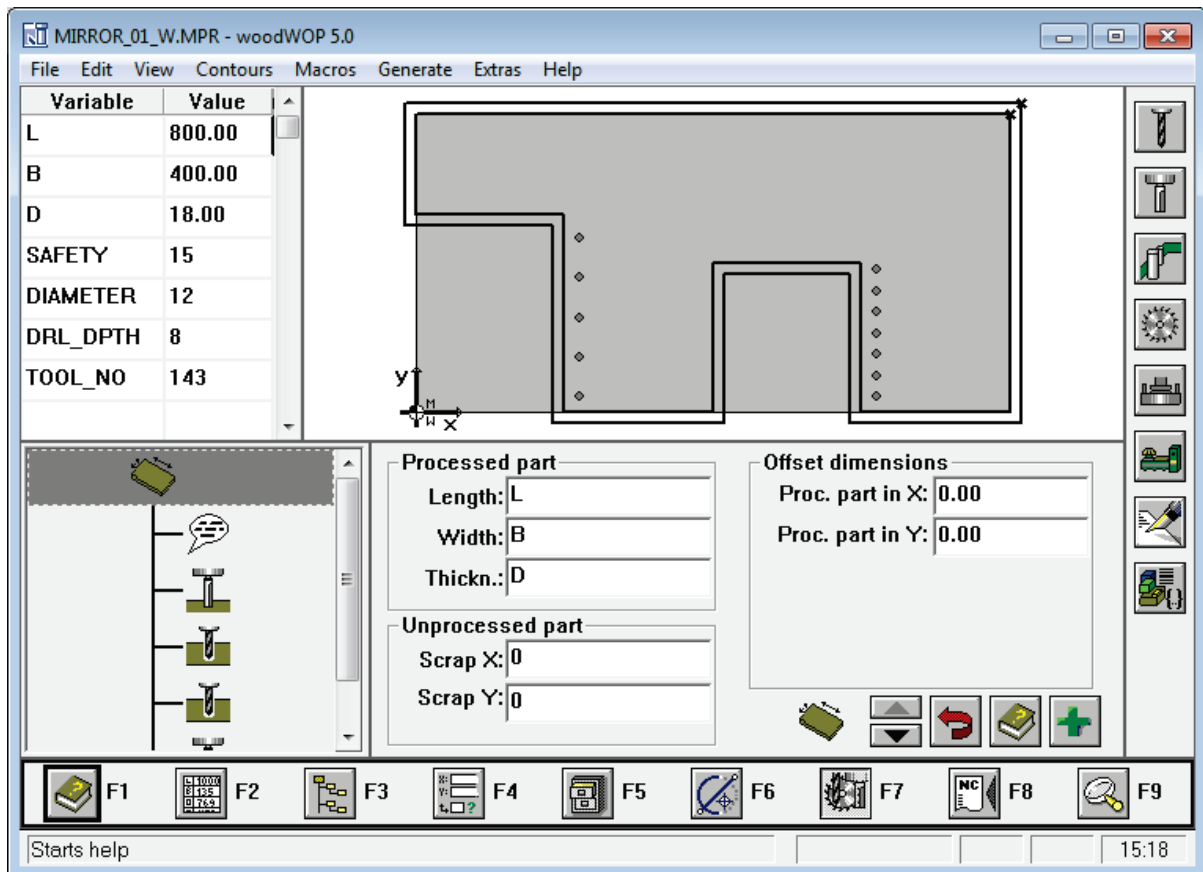 MIRROR_01_W.MPR - woodWOP 5.0
File Edit View Contours Macros Generate Extras Help
Variable Value
L 800.00
B 400.00
D 18.00
SAFETY 15
DIAMETER 12
DRL_DPTH 8
TOOL_NO 143
y
M
W
x
Processed part
Length: L
Width: B
Thickn.: D
Unprocessed part
Scrap X: 0
Scrap Y: 0
Offset dimensions
Proc. part in X: 0.00
Proc. part in Y: 0.00
F1 F2 F3 F4 F5 F6 F7 NC F8 F9
Starts help 15:18